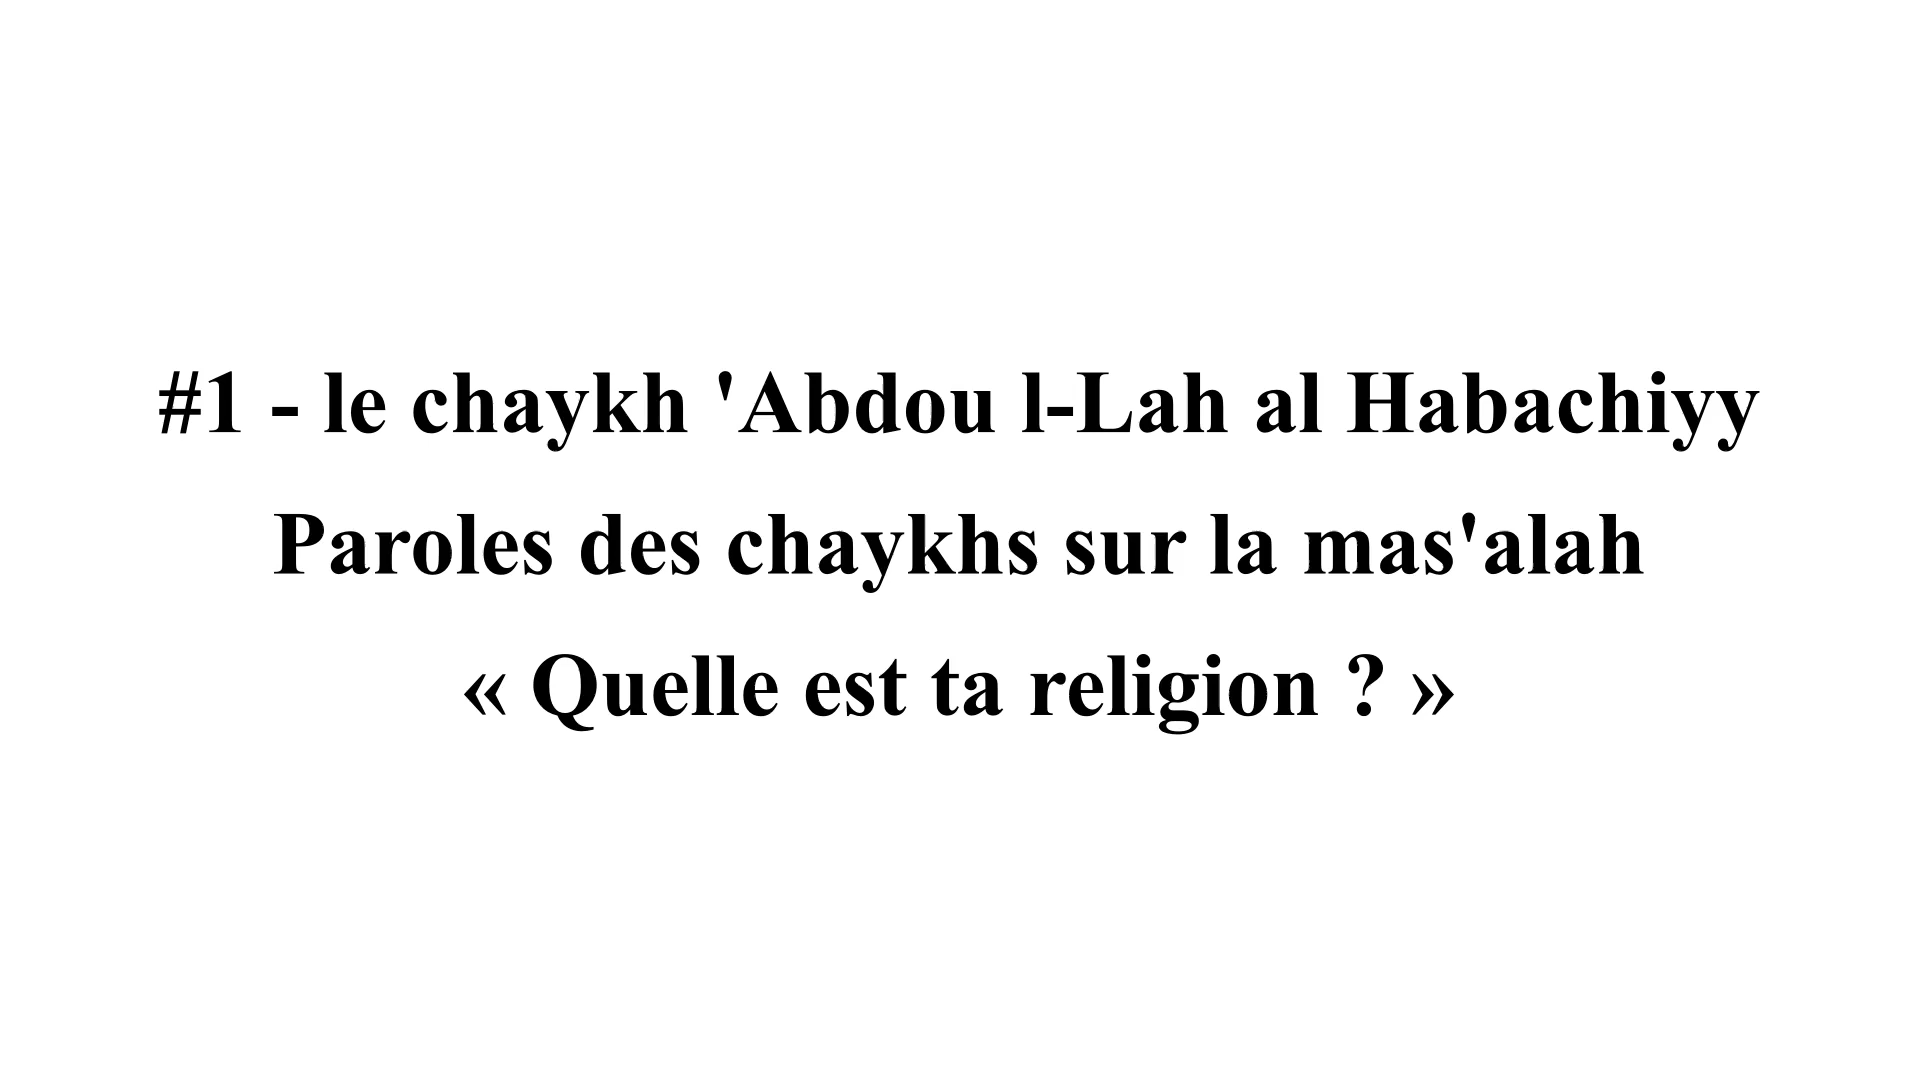 #1 - le chaykh 'Abdou l-Lah al Habachiyy
Paroles des chaykhs sur la mas'alah
« Quelle est ta religion ? »